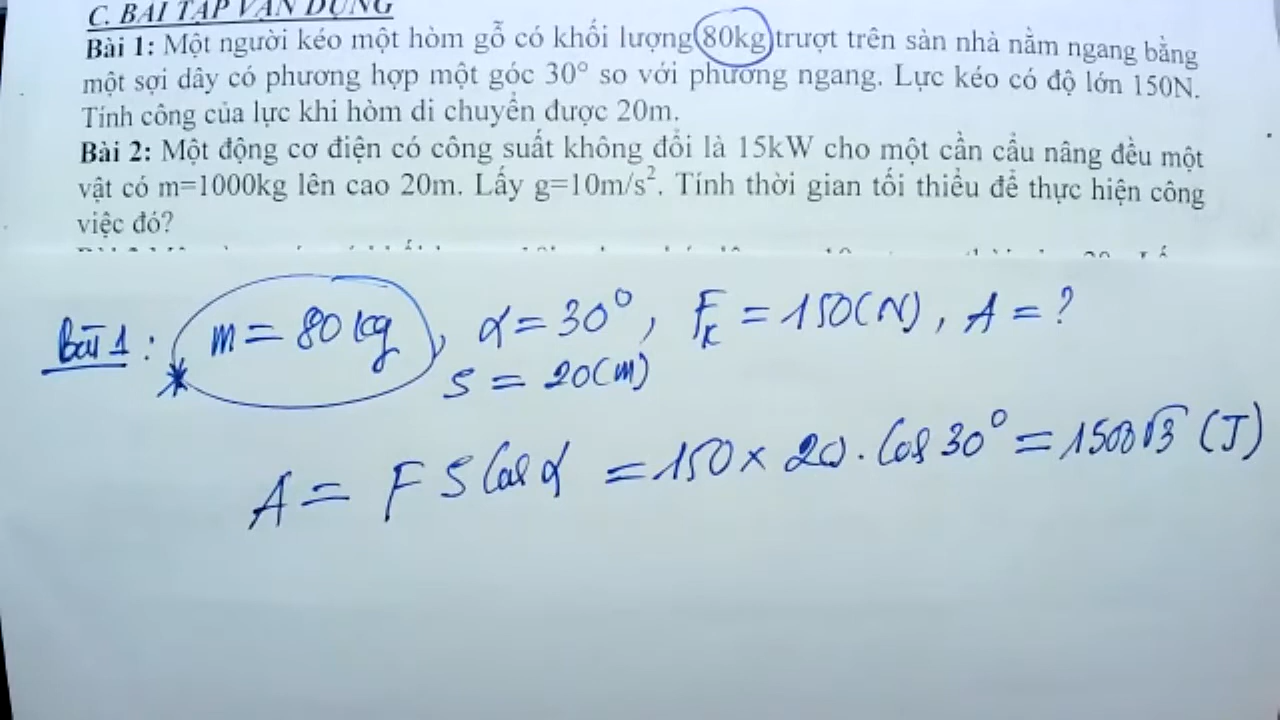 C. BÀI TẬP VẬN DỤNG
Bài 1: Một người kéo một hòm gỗ có khối lượng 80kg trượt trên sàn nhà nằm ngang bằng
một sợi dây có phương hợp một góc 30° so với phương ngang. Lực kéo có độ lớn 150N.
Tính công của lực khi hòm di chuyển được 20m.
Bài 2: Một động cơ điện có công suất không đổi là 15kW cho một cần cẩu nâng đều một
vật có m=1000kg lên cao 20m. Lấy g=10m/s². Tính thời gian tối thiểu để thực hiện công
việc đó?
Bài 1: * m = 80kg, α = 30°, Fₖ = 150(N), A = ?
S = 20(m)
A = F S Cos α = 150 × 20. Cos 30° = 1500√3 (J)